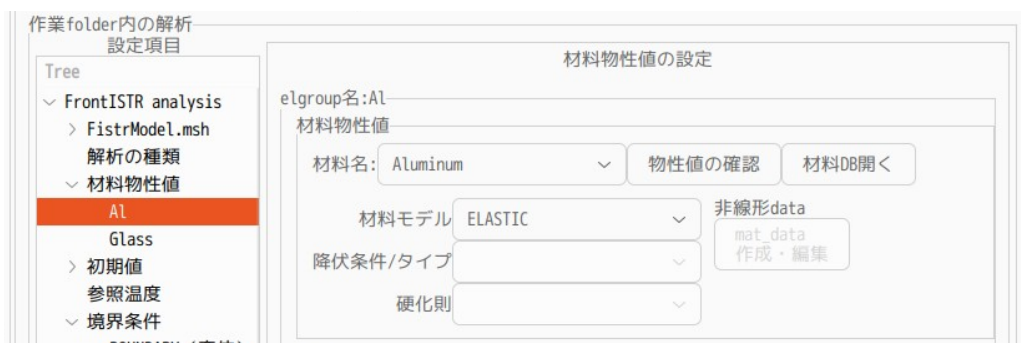 作業folder内の解析
設定項目
Tree
FrontISTR analysis
FistrModel.msh
解析の種類
材料物性値
Al
Glass
初期値
参照温度
境界条件
材料物性値の設定
elgroup名:Al
材料物性値
材料名: Aluminum 物性値の確認 材料DB開く
材料モデル ELASTIC
非線形data
mat_data
作成・編集
降伏条件/タイプ
硬化則